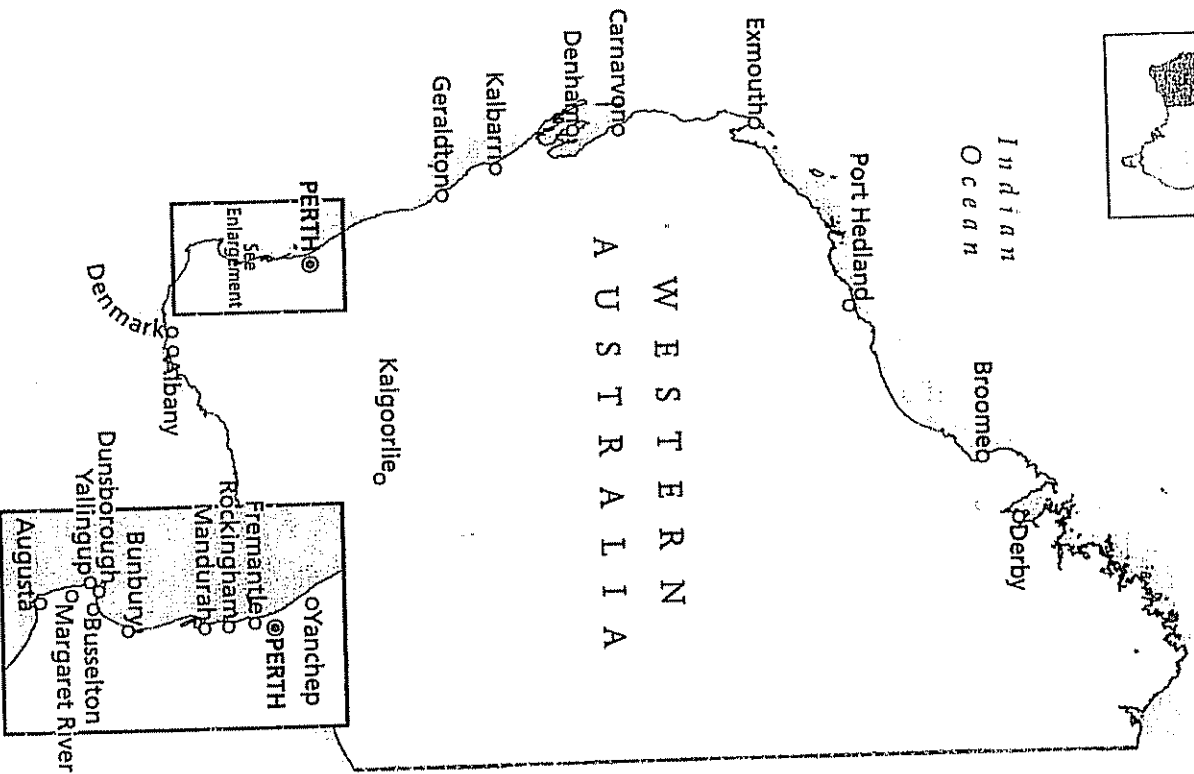 Indian
Ocean
Derby
Broome
Port Hedland
Exmouth
WESTERN
AUSTRALIA
Carnarvon
Denham
Kalbarri
Geraldton
Kaigoorlie
PERTH
See
Enlargement
Albany
Denmark
Yanchep
PERTH
Fremantle
Rockingham
Mandurah
Bunbury
Dunsborough
Busselton
Yallingup
Margaret River
Augusta